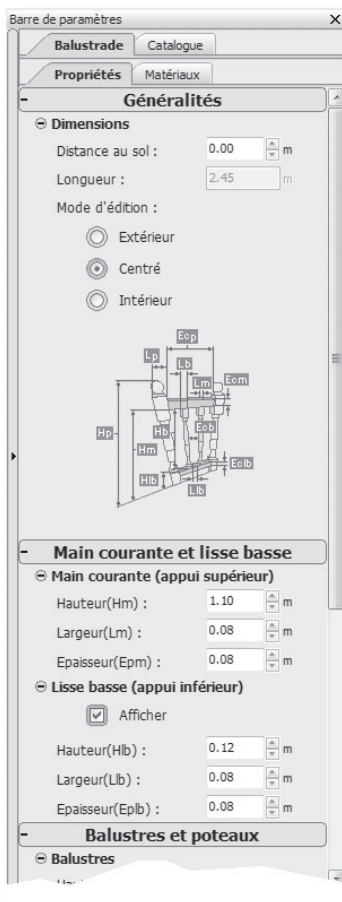 Barre de paramètres X
Balustrade Catalogue
Propriétés Matériaux
- Généralités
Dimensions
Distance au sol : 0.00 m
Longueur : 2.45 m
Mode d'édition :
Extérieur
Centré
Intérieur
Ecp
Lp Lb
Lm Ecm
Hp Hb Ecb
Hm
Hlb Eclb
Llb
- Main courante et lisse basse
Main courante (appui supérieur)
Hauteur(Hm) : 1.10 m
Largeur(Lm) : 0.08 m
Epaisseur(Epm) : 0.08 m
Lisse basse (appui inférieur)
Afficher
Hauteur(Hlb) : 0.12 m
Largeur(Llb) : 0.08 m
Epaisseur(Eplb) : 0.08 m
- Balustres et poteaux
Balustres